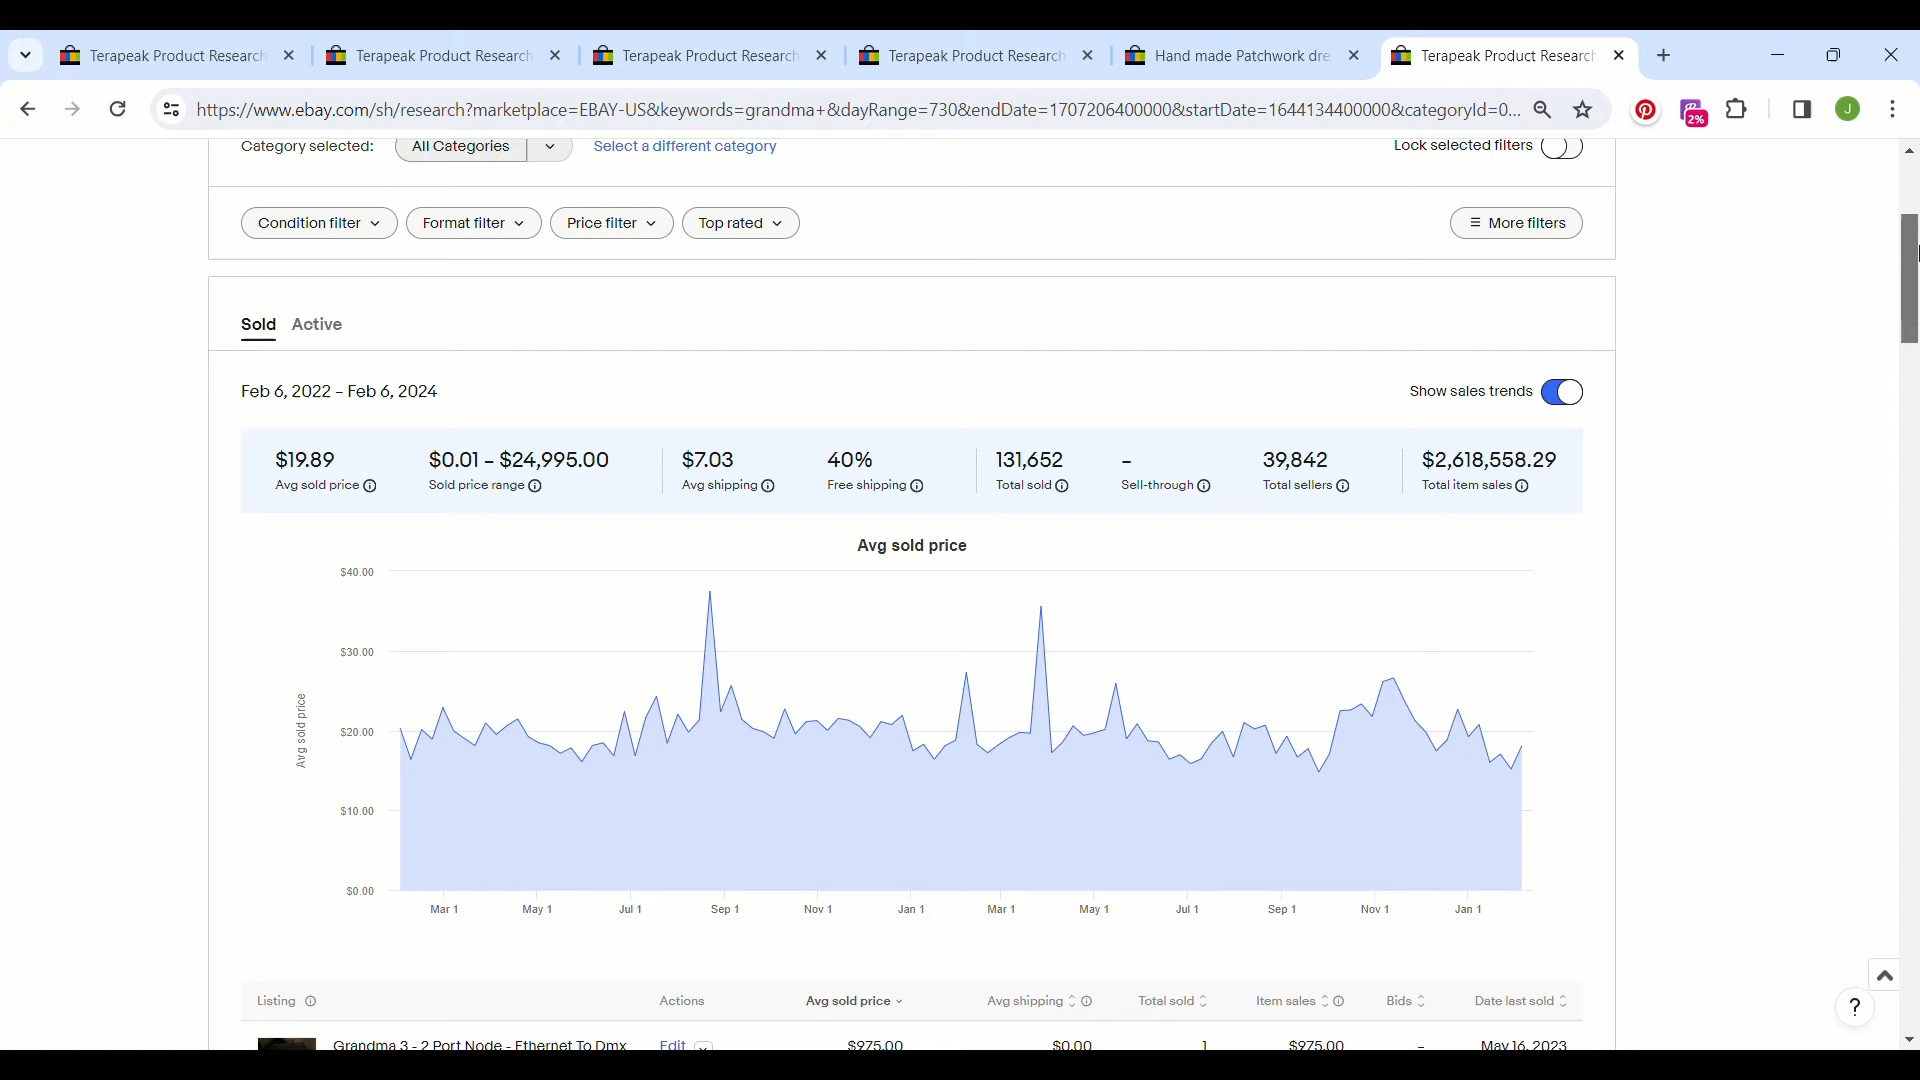 Terapeak Product Research
Terapeak Product Research
Terapeak Product Research
Terapeak Product Research
Hand made Patchwork dre
Terapeak Product Research
https://www.ebay.com/sh/research?marketplace=EBAY-US&keywords=grandma+&dayRange=730&endDate=1707206400000&startDate=1644134400000&categoryId=0...
2%
J
Category selected: All Categories Select a different category Lock selected filters
Condition filter Format filter Price filter Top rated More filters
Sold Active
Feb 6, 2022 – Feb 6, 2024 Show sales trends
$19.89 $0.01 – $24,995.00 $7.03 40% 131,652 – 39,842 $2,618,558.29
Avg sold price Sold price range Avg shipping Free shipping Total sold Sell-through Total sellers Total item sales
Avg sold price
$40.00
$30.00
$20.00
$10.00
$0.00
Avg sold price
Mar 1 May 1 Jul 1 Sep 1 Nov 1 Jan 1 Mar 1 May 1 Jul 1 Sep 1 Nov 1 Jan 1
Listing Actions Avg sold price Avg shipping Total sold Item sales Bids Date last sold
Grandma 3 - 2 Port Node - Ethernet To Dmx Edit $975.00 $0.00 1 $975.00 – May 16, 2023
?